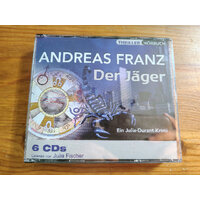 THRILLER HÖRBUCH
ANDREAS FRANZ
Der Jäger
Ein Julia-Durant-Krimi
6 CDs
Gelesen von Julia Fischer